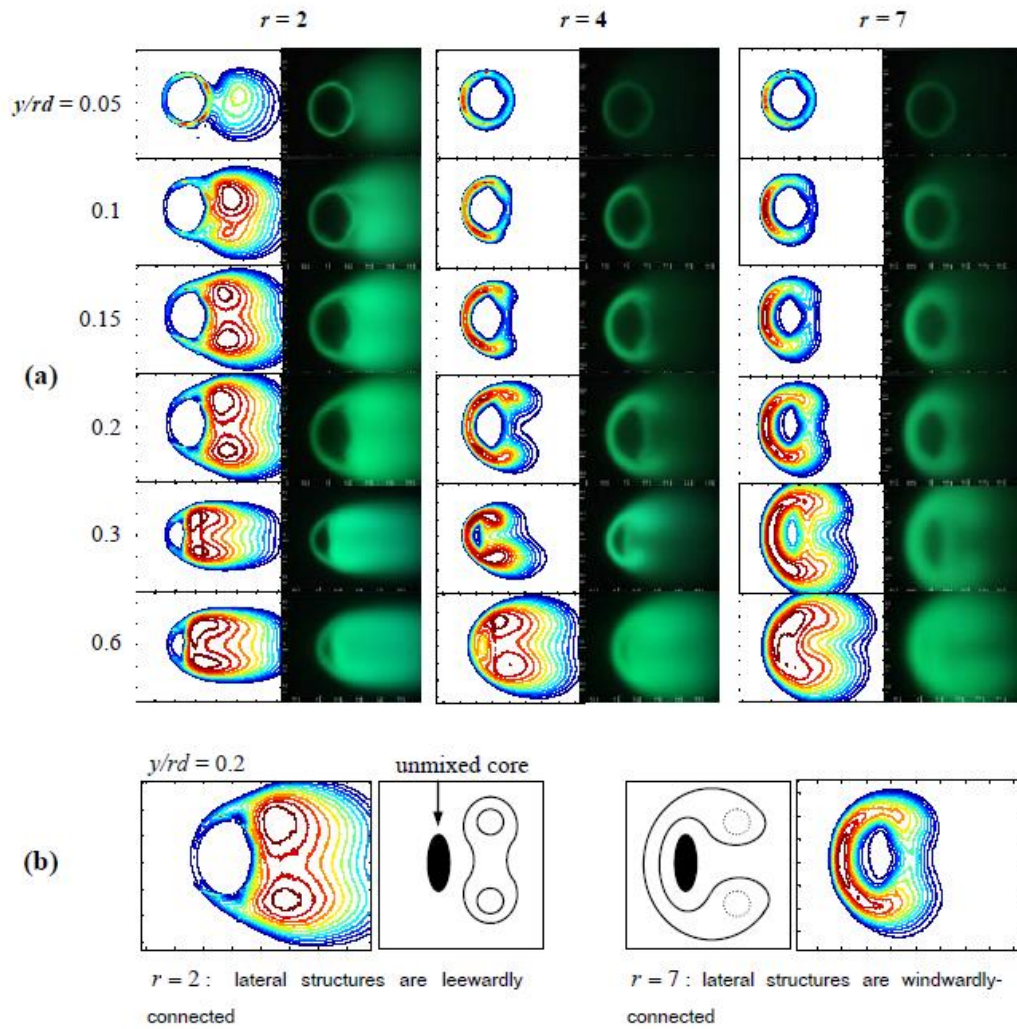 r = 2 r = 4 r = 7
y/rd = 0.05
0.1
0.15
(a)
0.2
0.3
0.6
y/rd = 0.2
unmixed core
(b)
r = 2 : lateral structures are leewardly
connected
r = 7 : lateral structures are windwardly-
connected